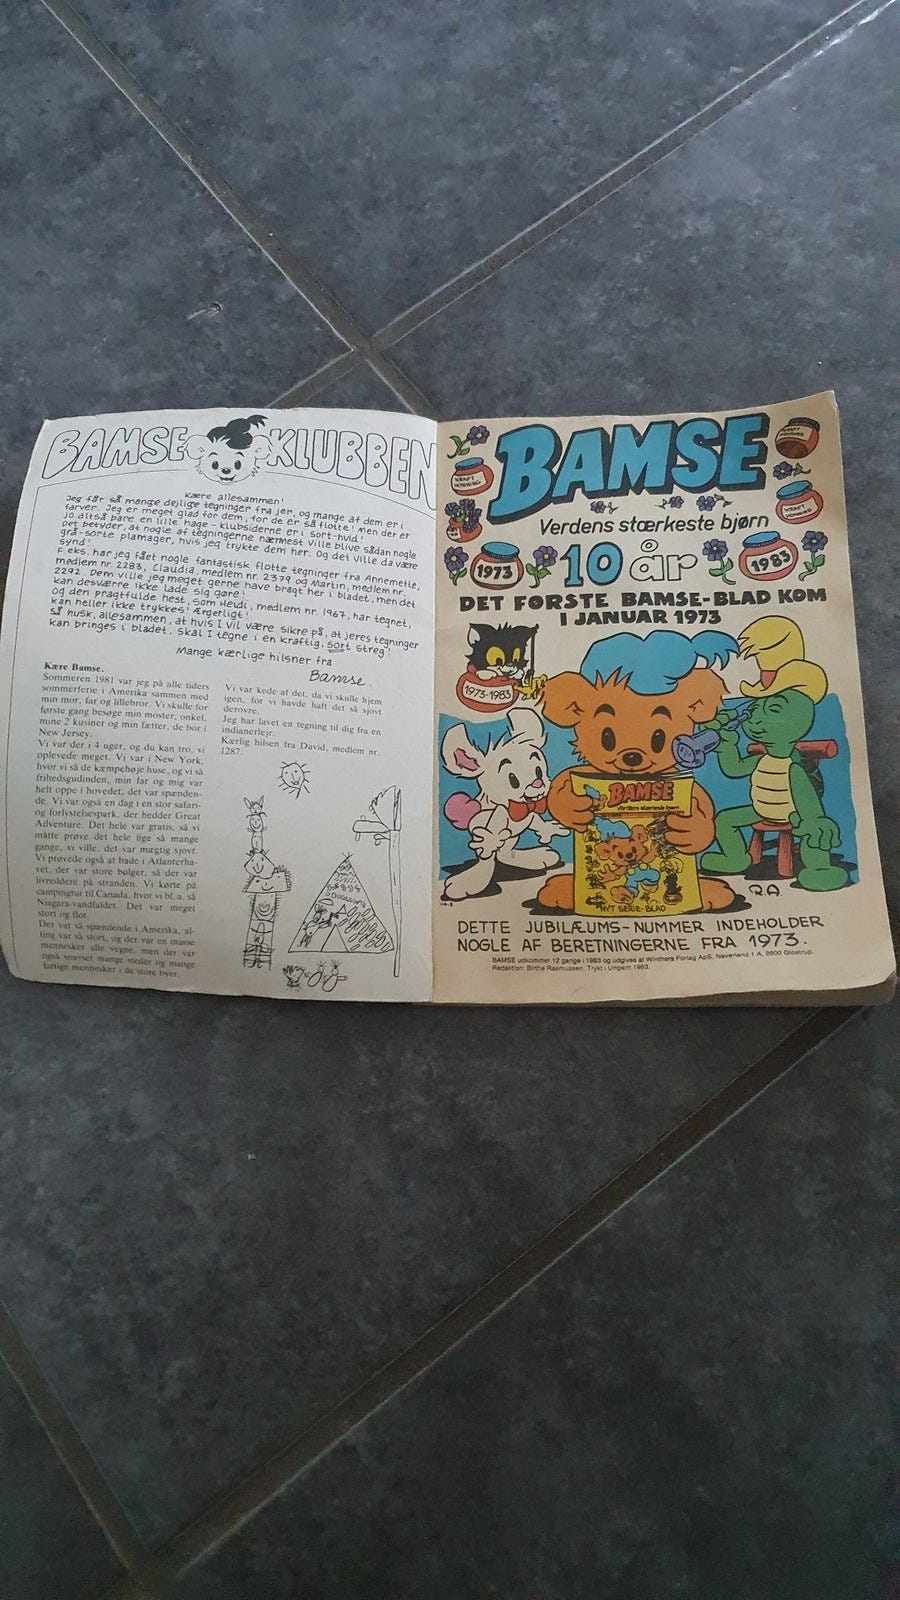 BAMSE KLUBBEN
Kære allesammen!
Jeg får så mange dejlige tegninger fra jer, og mange af dem er i
farver. Jeg er meget glad for dem, for de er så flotte! Men der er
jo altså bare en lille hage - klubsiderne er i sort-hvid!
Det betyder, at nogle af tegningerne nærmest ville blive sådan nogle
grå-sorte plamager, hvis jeg trykte dem her. Og det ville da være
synd!
F.eks. har jeg fået nogle fantastisk flotte tegninger fra Annemette,
medlem nr. 2283, Claudia, medlem nr. 2379 og Martin, medlem nr.
2292. Dem ville jeg meget gerne have bragt her i bladet, men det
kan desværre ikke lade sig gøre!
Og den pragtfulde hest, som Heidi, medlem nr. 1967, har tegnet,
kan heller ikke trykkes! Ærgerligt!
Så husk, allesammen, at hvis I vil være sikre på, at jeres tegninger
kan bringes i bladet, skal I tegne i en kraftig, sort streg!
Mange kærlige hilsner fra
Bamse.
Kære Bamse.
Sommeren 1981 var jeg på alle tiders
sommerferie i Amerika sammen med
min mor, far og lillebror. Vi skulle for
første gang besøge min moster, onkel,
mine 2 kusiner og min fætter, de bor i
New Jersey.
Vi var der i 4 uger, og du kan tro, vi
oplevede meget. Vi var i New York,
hvor vi så de kæmpehøje huse, og vi så
frihedsgudinden, min far og mig var
helt oppe i hovedet, det var spænden-
de. Vi var også en dag i en stor safari-
og forlystelsespark, der hedder Great
Adventure. Det hele var gratis, så vi
måtte prøve det hele lige så mange
gange, vi ville, det var mægtig sjovt.
Vi prøvede også at bade i Atlanterha-
vet, der var store bølger, så der var
livreddere på stranden. Vi kørte på
campingtur til Canada, hvor vi bl. a. så
Niagara-vandfaldet. Det var meget
stort og flot.
Der var så spændende i Amerika, al-
ting var så stort, og der var en masse
mennesker alle vegne, men der var
også snavset mange steder og mange
fattige mennesker i de store byer.
Vi var kede af det, da vi skulle hjem
igen, for vi havde haft det så sjovt
derovre.
Jeg har lavet en tegning til dig fra en
indianerlejr.
Kærlig hilsen fra David, medlem nr.
1287.
BAMSE
KRAFT
HONNING
KRAFT
HONNING
KRAFT
HONNING
Verdens stærkeste bjørn
1973
10 år
1983
DET FØRSTE BAMSE-BLAD KOM
I JANUAR 1973
1973-1983
BAMSE
Verdens stærkeste bjørn
NYT SERIE-BLAD
R.A.
DETTE JUBILÆUMS-NUMMER INDEHOLDER
NOGLE AF BERETNINGERNE FRA 1973.
BAMSE udkommer 12 gange i 1983 og udgives af Winthers Forlag ApS, Naverland 1 A, 2600 Glostrup.
Redaktion: Birthe Rasmussen. Trykt i Ungarn 1983.